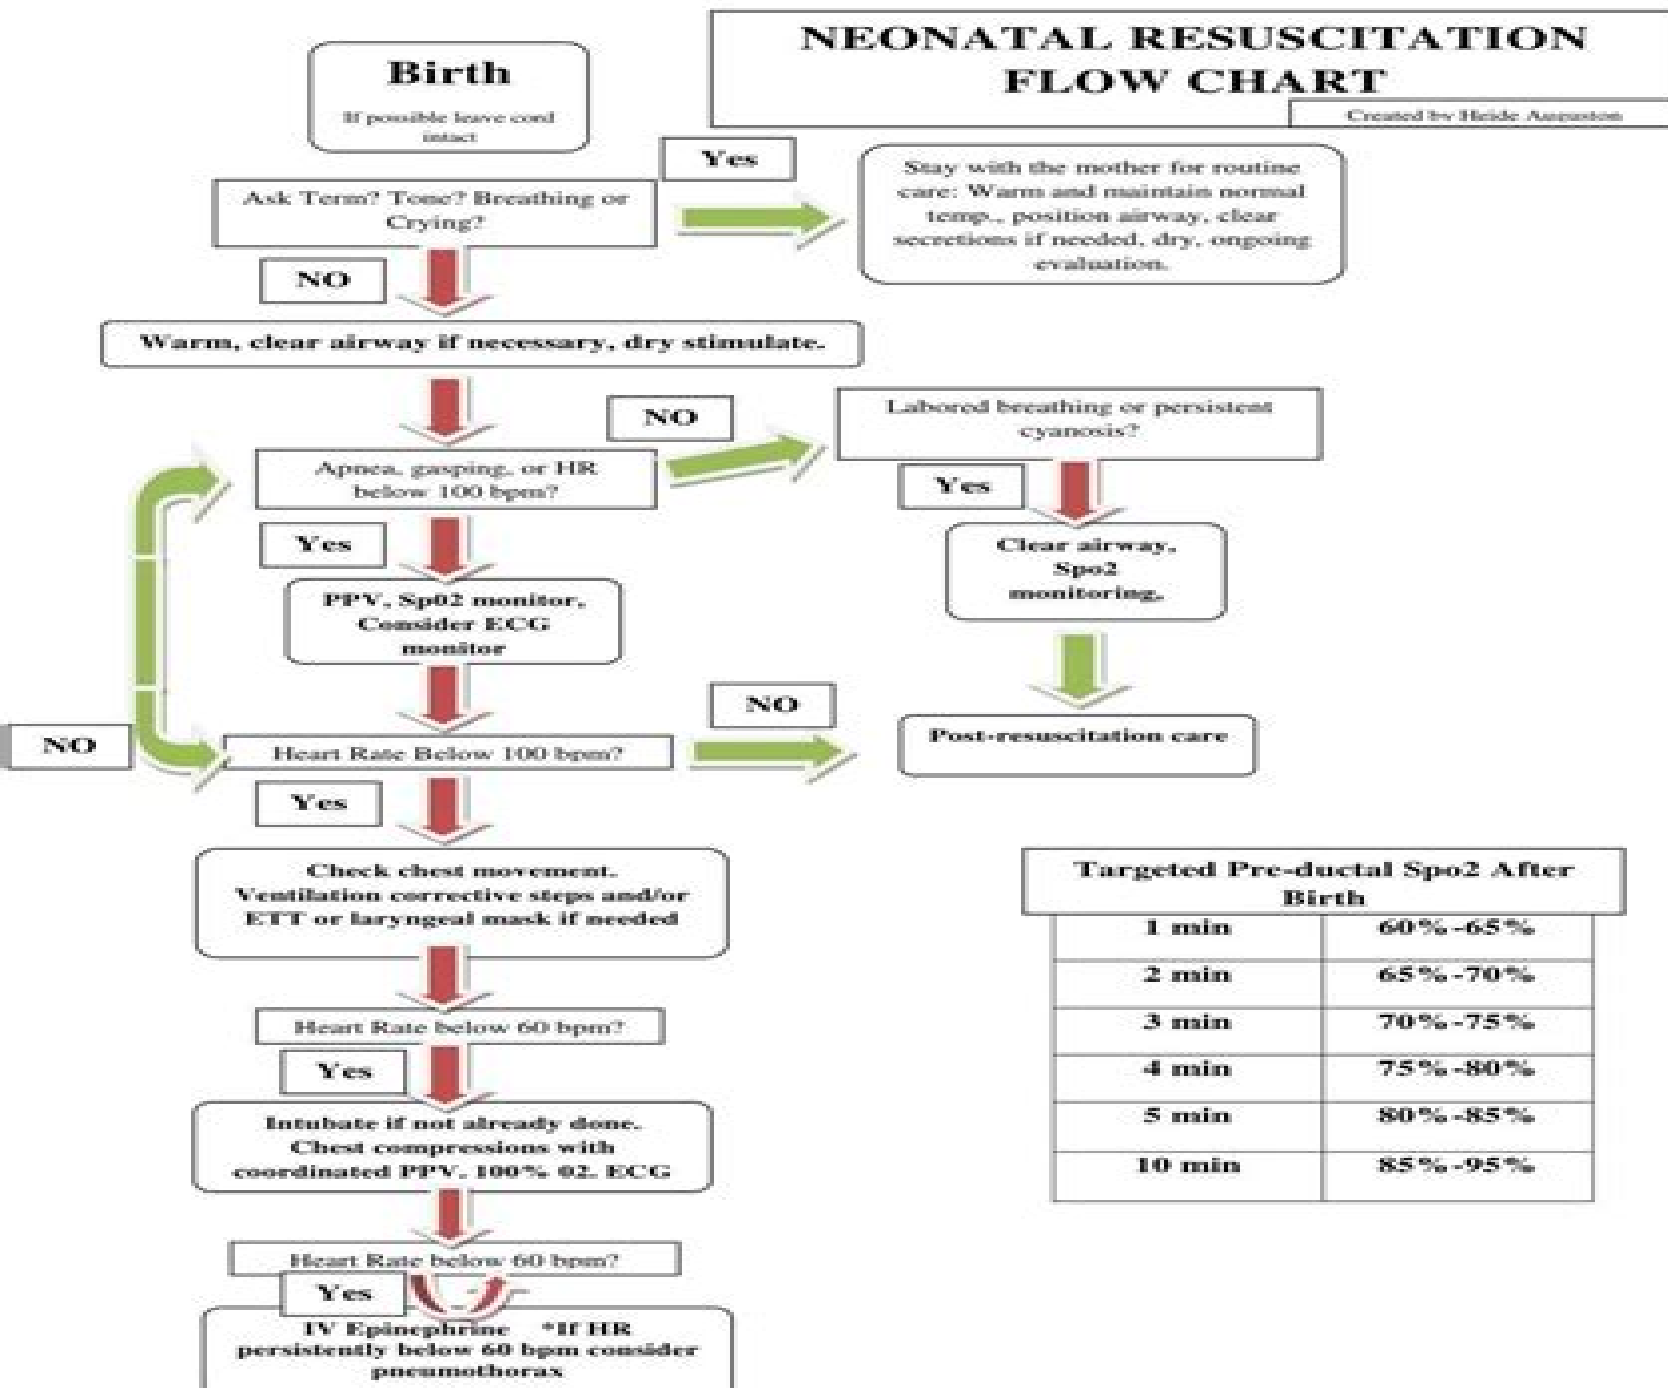 NEONATAL RESUSCITATION
FLOW CHART
Created by Heide Auguston
Birth
If possible leave cord
intact
Yes
Ask Term? Tone? Breathing or
Crying?
Stay with the mother for routine
care: Warm and maintain normal
temp., position airway, clear
secretions if needed, dry, ongoing
evaluation.
NO
Warm, clear airway if necessary, dry stimulate.
NO
Labored breathing or persistent
cyanosis?
Apnea, gasping, or HR
below 100 bpm?
Yes
Yes
Clear airway,
Spo2
monitoring,
PPV, Sp02 monitor,
Consider ECG
monitor
NO
NO
Heart Rate Below 100 bpm?
Post-resuscitation care
Yes
Check chest movement.
Ventilation corrective steps and/or
ETT or laryngeal mask if needed
Heart Rate below 60 bpm?
Yes
Intubate if not already done.
Chest compressions with
coordinated PPV. 100% 02. ECG
Heart Rate below 60 bpm?
Yes
IV Epinephrine *If HR
persistently below 60 bpm consider
pneumothorax
Targeted Pre-ductal Spo2 After
Birth
1 min 60%-65%
2 min 65%-70%
3 min 70%-75%
4 min 75%-80%
5 min 80%-85%
10 min 85%-95%